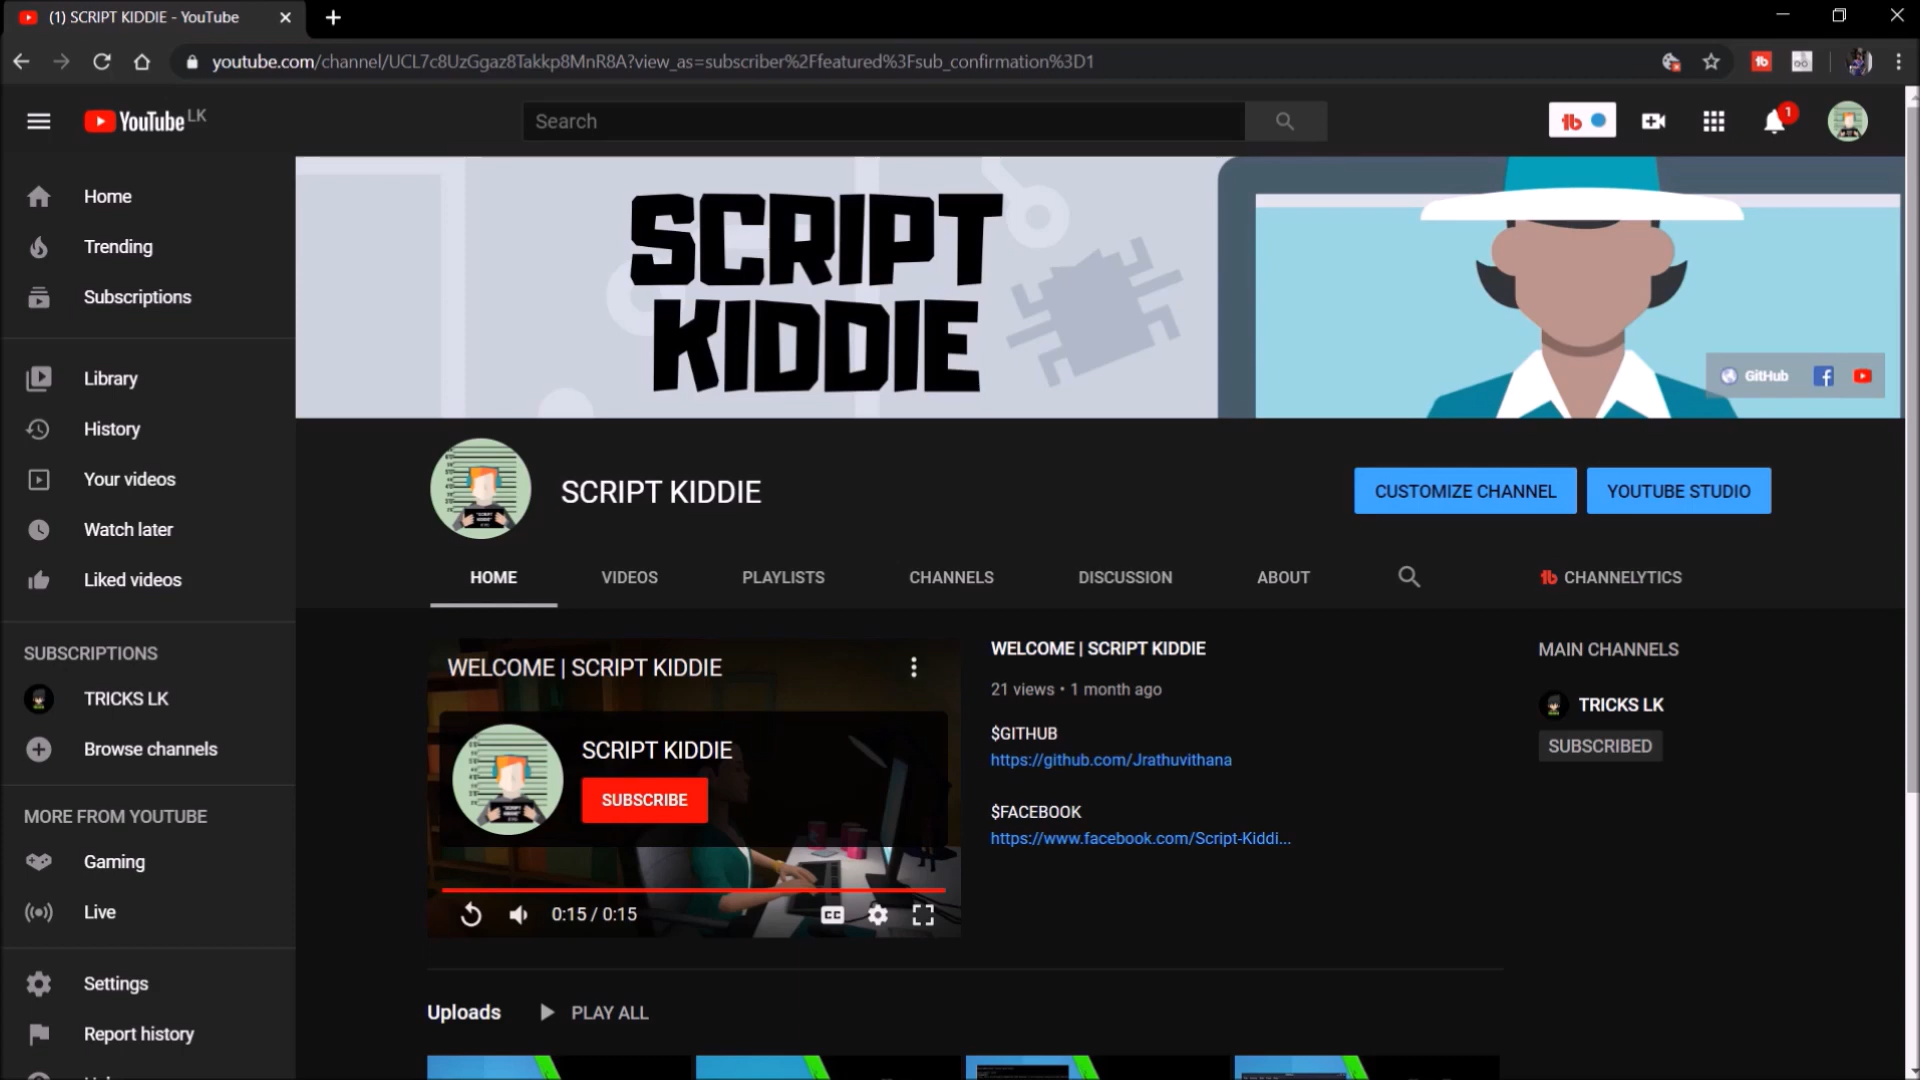 (1) SCRIPT KIDDIE - YouTube
youtube.com/channel/UCL7c8UzGgaz8Takkp8MnR8A?view_as=subscriber%2Ffeatured%3Fsub_confirmation%3D1
YouTube LK
Search
1
Home
Trending
Subscriptions
Library
History
Your videos
Watch later
Liked videos
SUBSCRIPTIONS
TRICKS LK
Browse channels
MORE FROM YOUTUBE
Gaming
Live
Settings
Report history
SCRIPT
KIDDIE
GitHub
SCRIPT KIDDIE
CUSTOMIZE CHANNEL
YOUTUBE STUDIO
HOME
VIDEOS
PLAYLISTS
CHANNELS
DISCUSSION
ABOUT
CHANNELYTICS
WELCOME | SCRIPT KIDDIE
SCRIPT KIDDIE
SUBSCRIBE
0:15 / 0:15
CC
WELCOME | SCRIPT KIDDIE
21 views • 1 month ago
$GITHUB
https://github.com/Jrathuvithana
$FACEBOOK
https://www.facebook.com/Script-Kiddi...
MAIN CHANNELS
TRICKS LK
SUBSCRIBED
Uploads
PLAY ALL